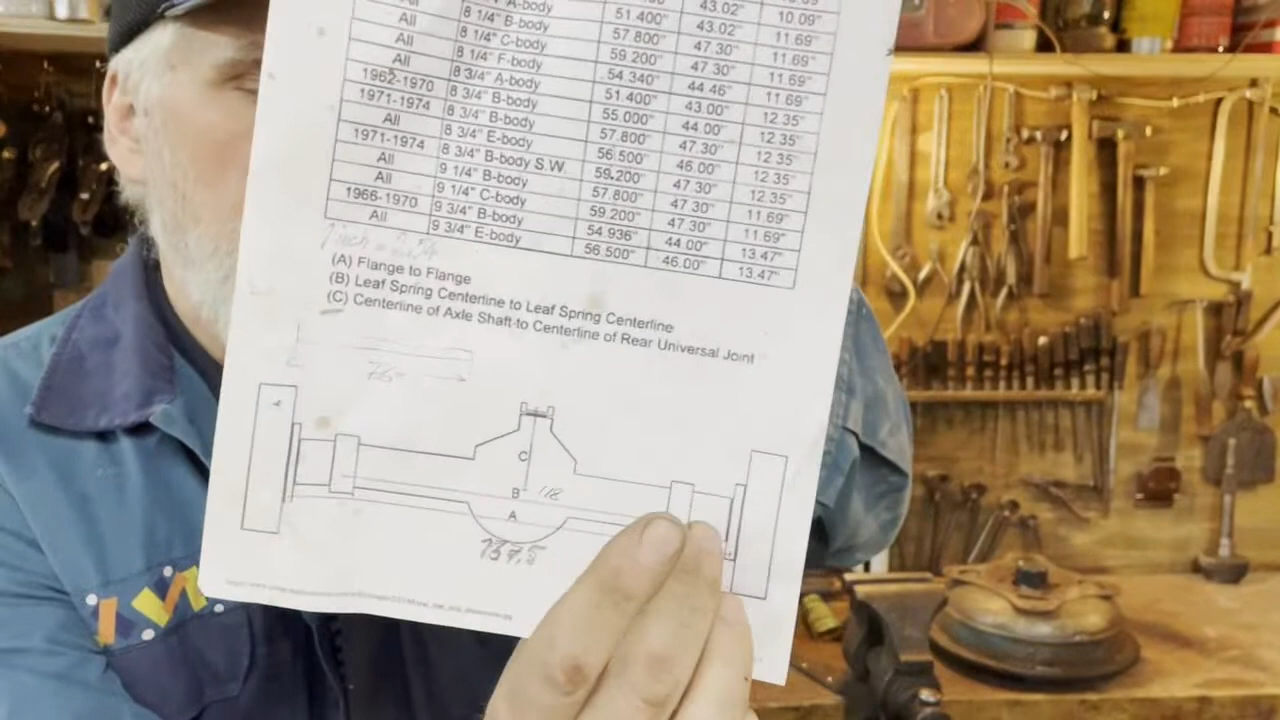 43.02" 10.09"
A-body 51.400" 43.02" 11.69"
All 8 1/4" B-body 57.800" 47.30" 11.69"
All 8 1/4" C-body 59.200" 47.30" 11.69"
All 8 1/4" F-body 54.340" 44.46" 11.69"
All 8 3/4" A-body 51.400" 43.00" 12.35"
1962-1970 8 3/4" B-body 55.000" 44.00" 12.35"
1971-1974 8 3/4" B-body 57.800" 47.30" 12.35"
All 8 3/4" E-body 56.500" 46.00" 12.35"
1971-1974 8 3/4" B-body S.W. 59.200" 47.30" 12.35"
All 9 1/4" B-body 57.800" 47.30" 11.69"
All 9 1/4" C-body 59.200" 47.30" 11.69"
1966-1970 9 3/4" B-body 54.936" 44.00" 13.47"
All 9 3/4" E-body 56.500" 46.00" 13.47"
(A) Flange to Flange
(B) Leaf Spring Centerline to Leaf Spring Centerline
(C) Centerline of Axle Shaft to Centerline of Rear Universal Joint
C
B 112
A
137,5